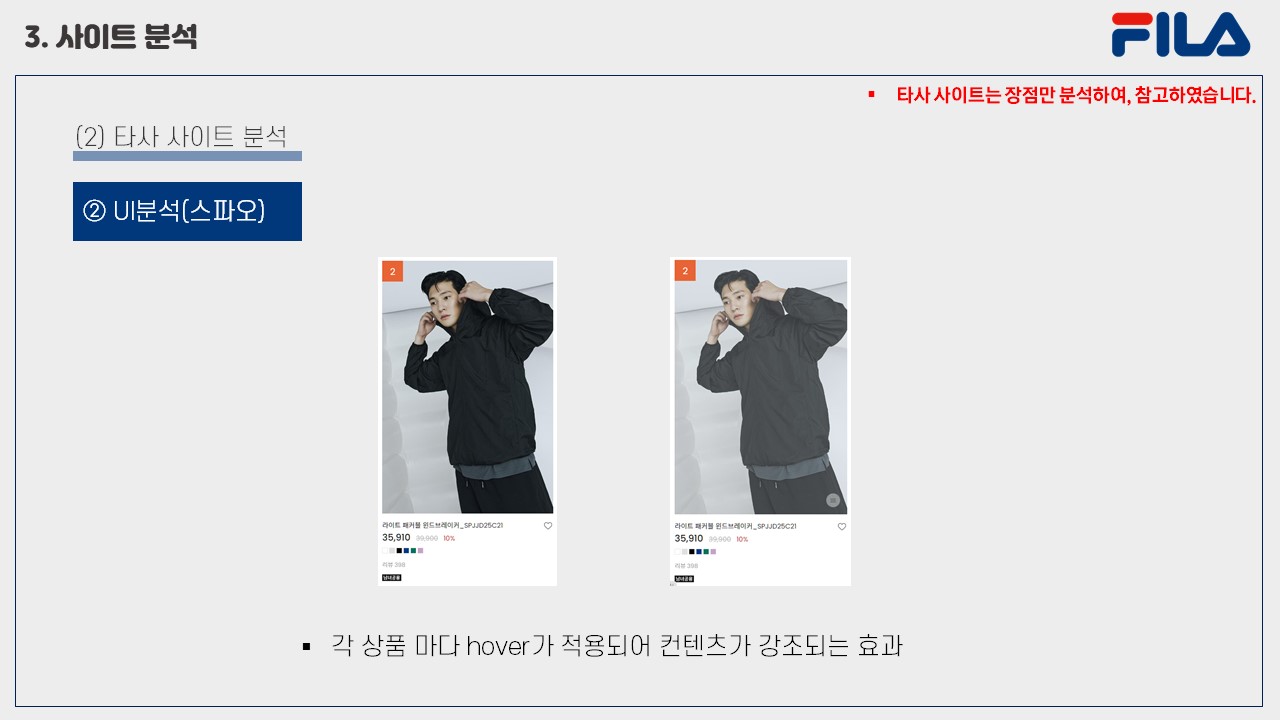 3. 사이트 분석
FILA
▪ 타사 사이트는 장점만 분석하여, 참고하였습니다.
(2) 타사 사이트 분석
② UI분석(스파오)
2
라이트 패커블 윈드브레이커_SPJJD25C21
35,910 39,900 10%
리뷰 398
남녀공용
2
라이트 패커블 윈드브레이커_SPJJD25C21
35,910 39,900 10%
리뷰 398
남녀공용
▪ 각 상품 마다 hover가 적용되어 컨텐츠가 강조되는 효과